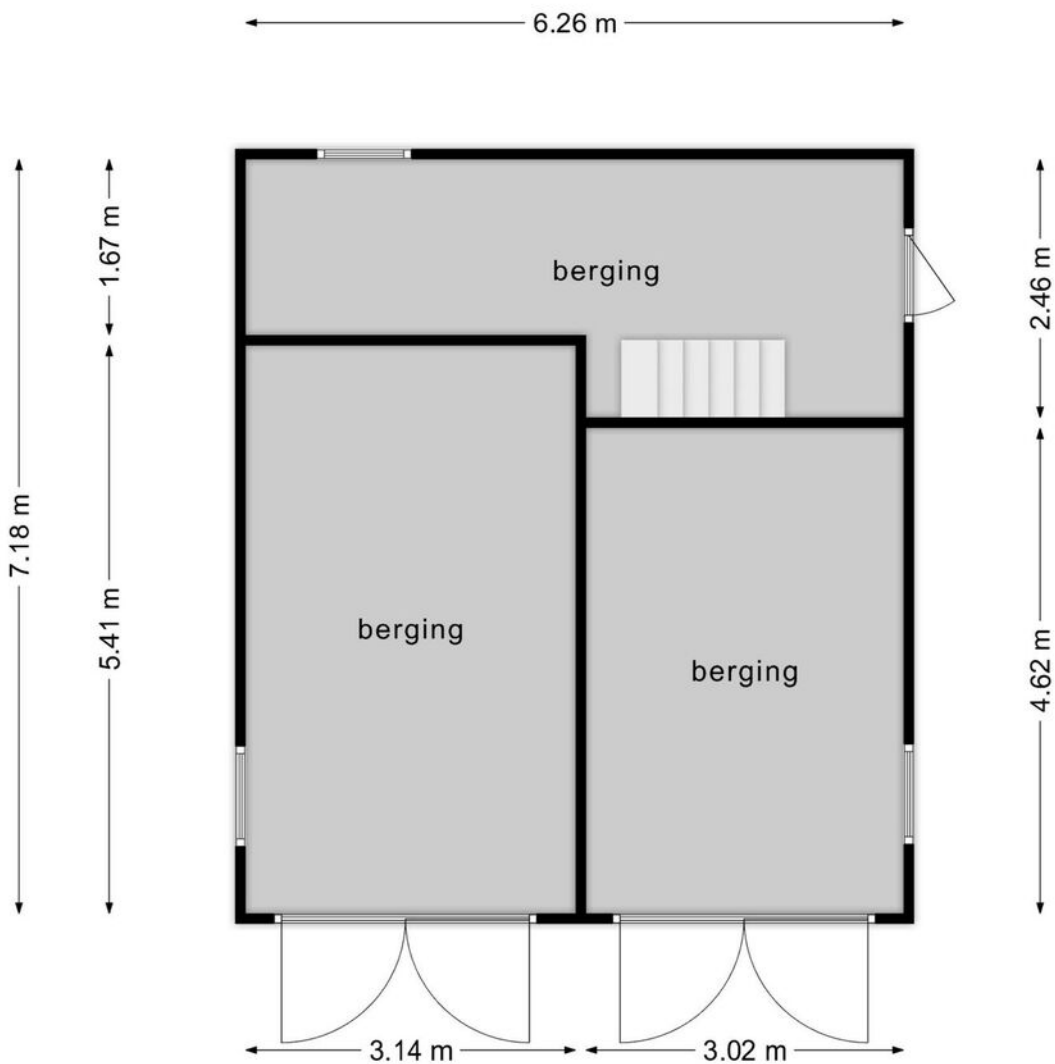 6.26 m
1.67 m
2.46 m
berging
7.18 m
5.41 m
berging
berging
4.62 m
3.14 m
3.02 m